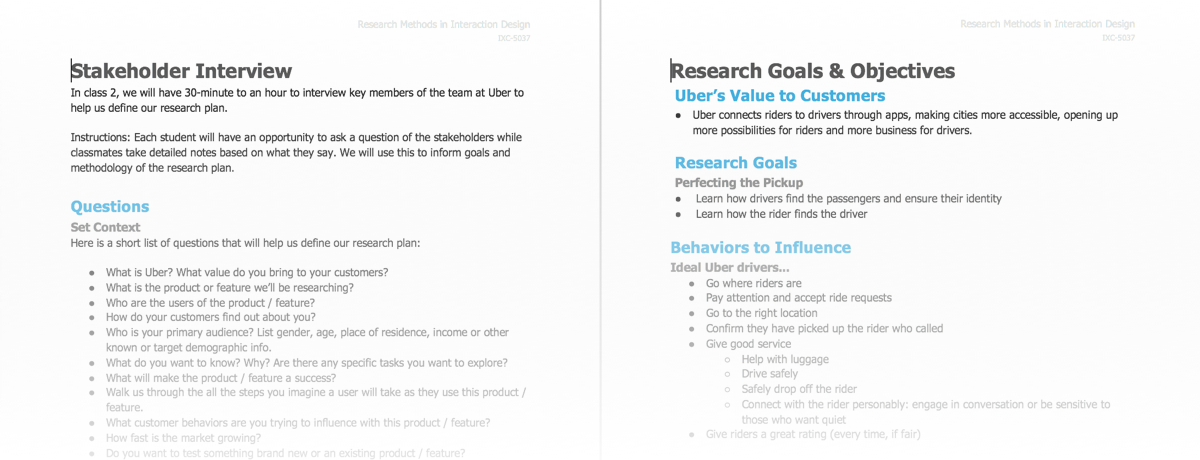 Research Methods in Interaction Design
DXC-5037
Stakeholder Interview
In class 2, we will have 30-minute to an hour to interview key members of the team at Uber to
help us define our research plan.
Instructions: Each student will have an opportunity to ask a question of the stakeholders while
classmates take detailed notes based on what they say. We will use this to inform goals and
methodology of the research plan.
Questions
Set Context
Here is a short list of questions that will help us define our research plan:
● What is Uber? What value do you bring to your customers?
● What is the product or feature we'll be researching?
● Who are the users of the product / feature?
● How do your customers find out about you?
● Who is your primary audience? List gender, age, place of residence, income or other
known or target demographic info.
● What do you want to know? Why? Are there any specific tasks you want to explore?
● What will make the product / feature a success?
● Walk us through the all the steps you imagine a user will take as they use this product /
feature.
● What customer behaviors are you trying to influence with this product / feature?
● How fast is the market growing?
● Do you want to test something brand new or an existing product / feature?
Research Methods in Interaction Design
DXC-5037
Research Goals & Objectives
Uber's Value to Customers
● Uber connects riders to drivers through apps, making cities more accessible, opening up
more possibilities for riders and more business for drivers.
Research Goals
Perfecting the Pickup
● Learn how drivers find the passengers and ensure their identity
● Learn how the rider finds the driver
Behaviors to Influence
Ideal Uber drivers...
● Go where riders are
● Pay attention and accept ride requests
● Go to the right location
● Confirm they have picked up the rider who called
● Give good service
○ Help with luggage
○ Drive safely
○ Safely drop off the rider
○ Connect with the rider personably: engage in conversation or be sensitive to
those who want quiet
● Give riders a great rating (every time, if fair)